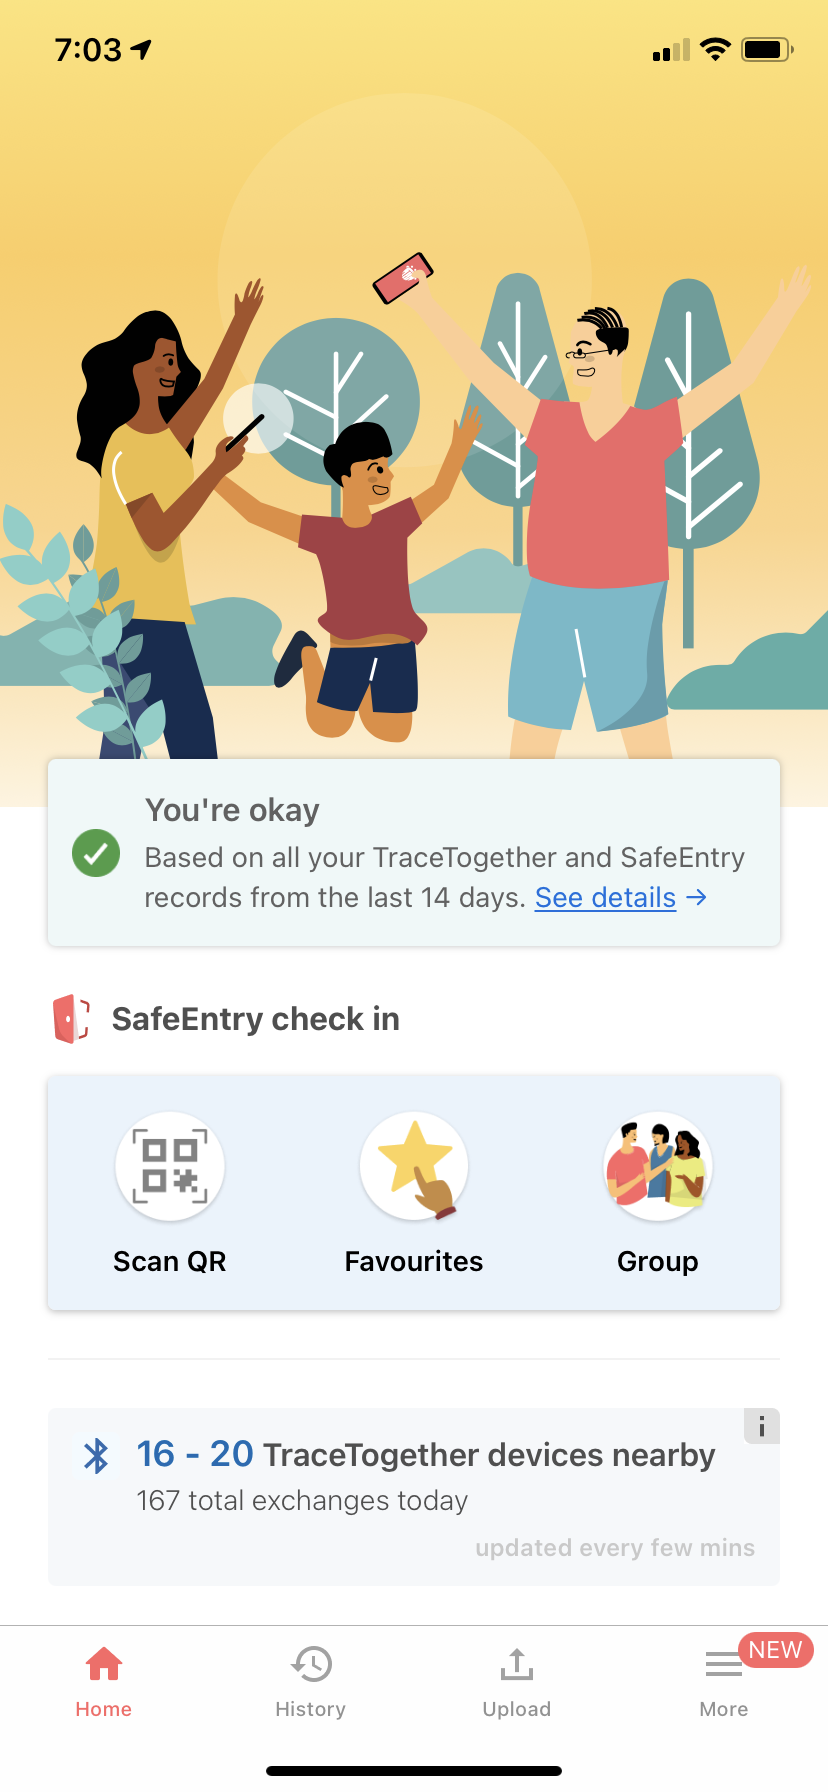 7:03
You're okay
Based on all your TraceTogether and SafeEntry
records from the last 14 days. See details →
SafeEntry check in
Scan QR
Favourites
Group
i
16 - 20 TraceTogether devices nearby
167 total exchanges today
updated every few mins
NEW
Home
History
Upload
More